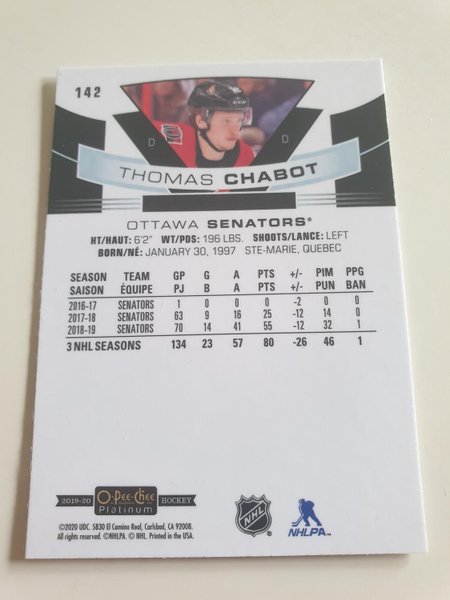 142
D D
THOMAS CHABOT
OTTAWA SENATORS®
HT/HAUT: 6'2" WT/PDS: 196 LBS. SHOOTS/LANCE: LEFT
BORN/NÉ: JANUARY 30, 1997 STE-MARIE, QUEBEC
SEASON TEAM GP G A PTS +/- PIM PPG
SAISON ÉQUIPE PJ B A PTS +/- PUN BAN
2016-17 SENATORS 1 0 0 0 -2 0 0
2017-18 SENATORS 63 9 16 25 -12 14 0
2018-19 SENATORS 70 14 41 55 -12 32 1
3 NHL SEASONS 134 23 57 80 -26 46 1
2019-20 O-PEE-CHEE Platinum HOCKEY
NHL
NHLPA™
©2020 UDC. 5830 El Camino Real, Carlsbad, CA 92008.
All rights reserved. ©NHLPA. © NHL. Printed in the USA.